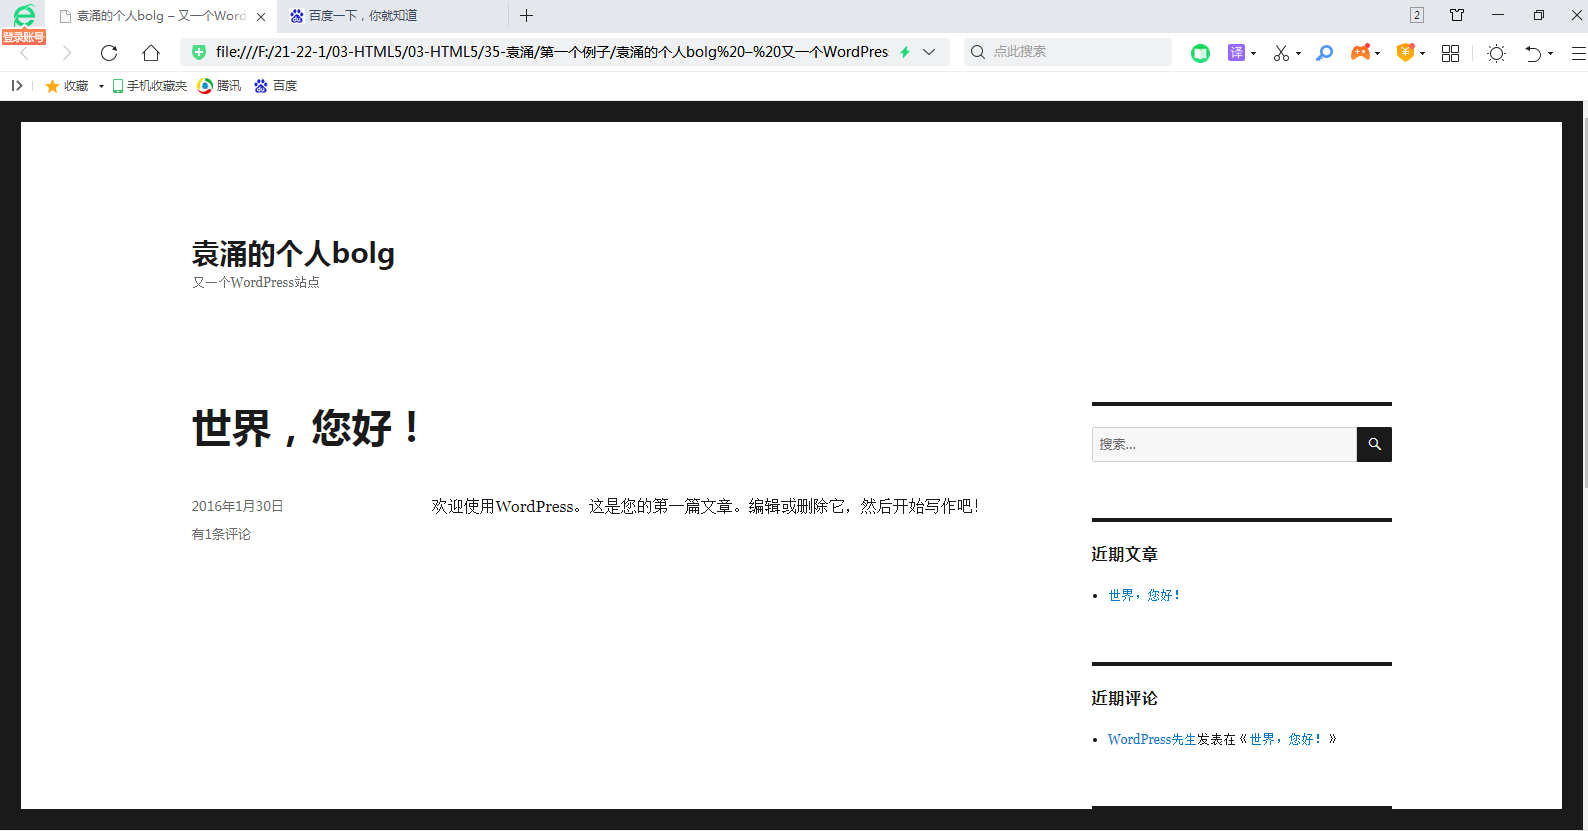 袁涌的个人bolg – 又一个Word
百度一下，你就知道
2
登录账号
file:///F:/21-22-1/03-HTML5/03-HTML5/35-袁涌/第一个例子/袁涌的个人bolg%20–%20又一个WordPres
点此搜索
译
收藏
手机收藏夹
腾讯
百度
袁涌的个人bolg
又一个WordPress站点
世界，您好！
搜索...
2016年1月30日
欢迎使用WordPress。这是您的第一篇文章。编辑或删除它，然后开始写作吧！
有1条评论
近期文章
世界，您好！
近期评论
WordPress先生发表在《世界，您好！》